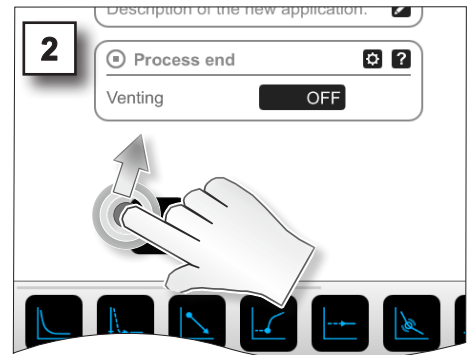 Description of the new application.
2
Process end
?
Venting
OFF